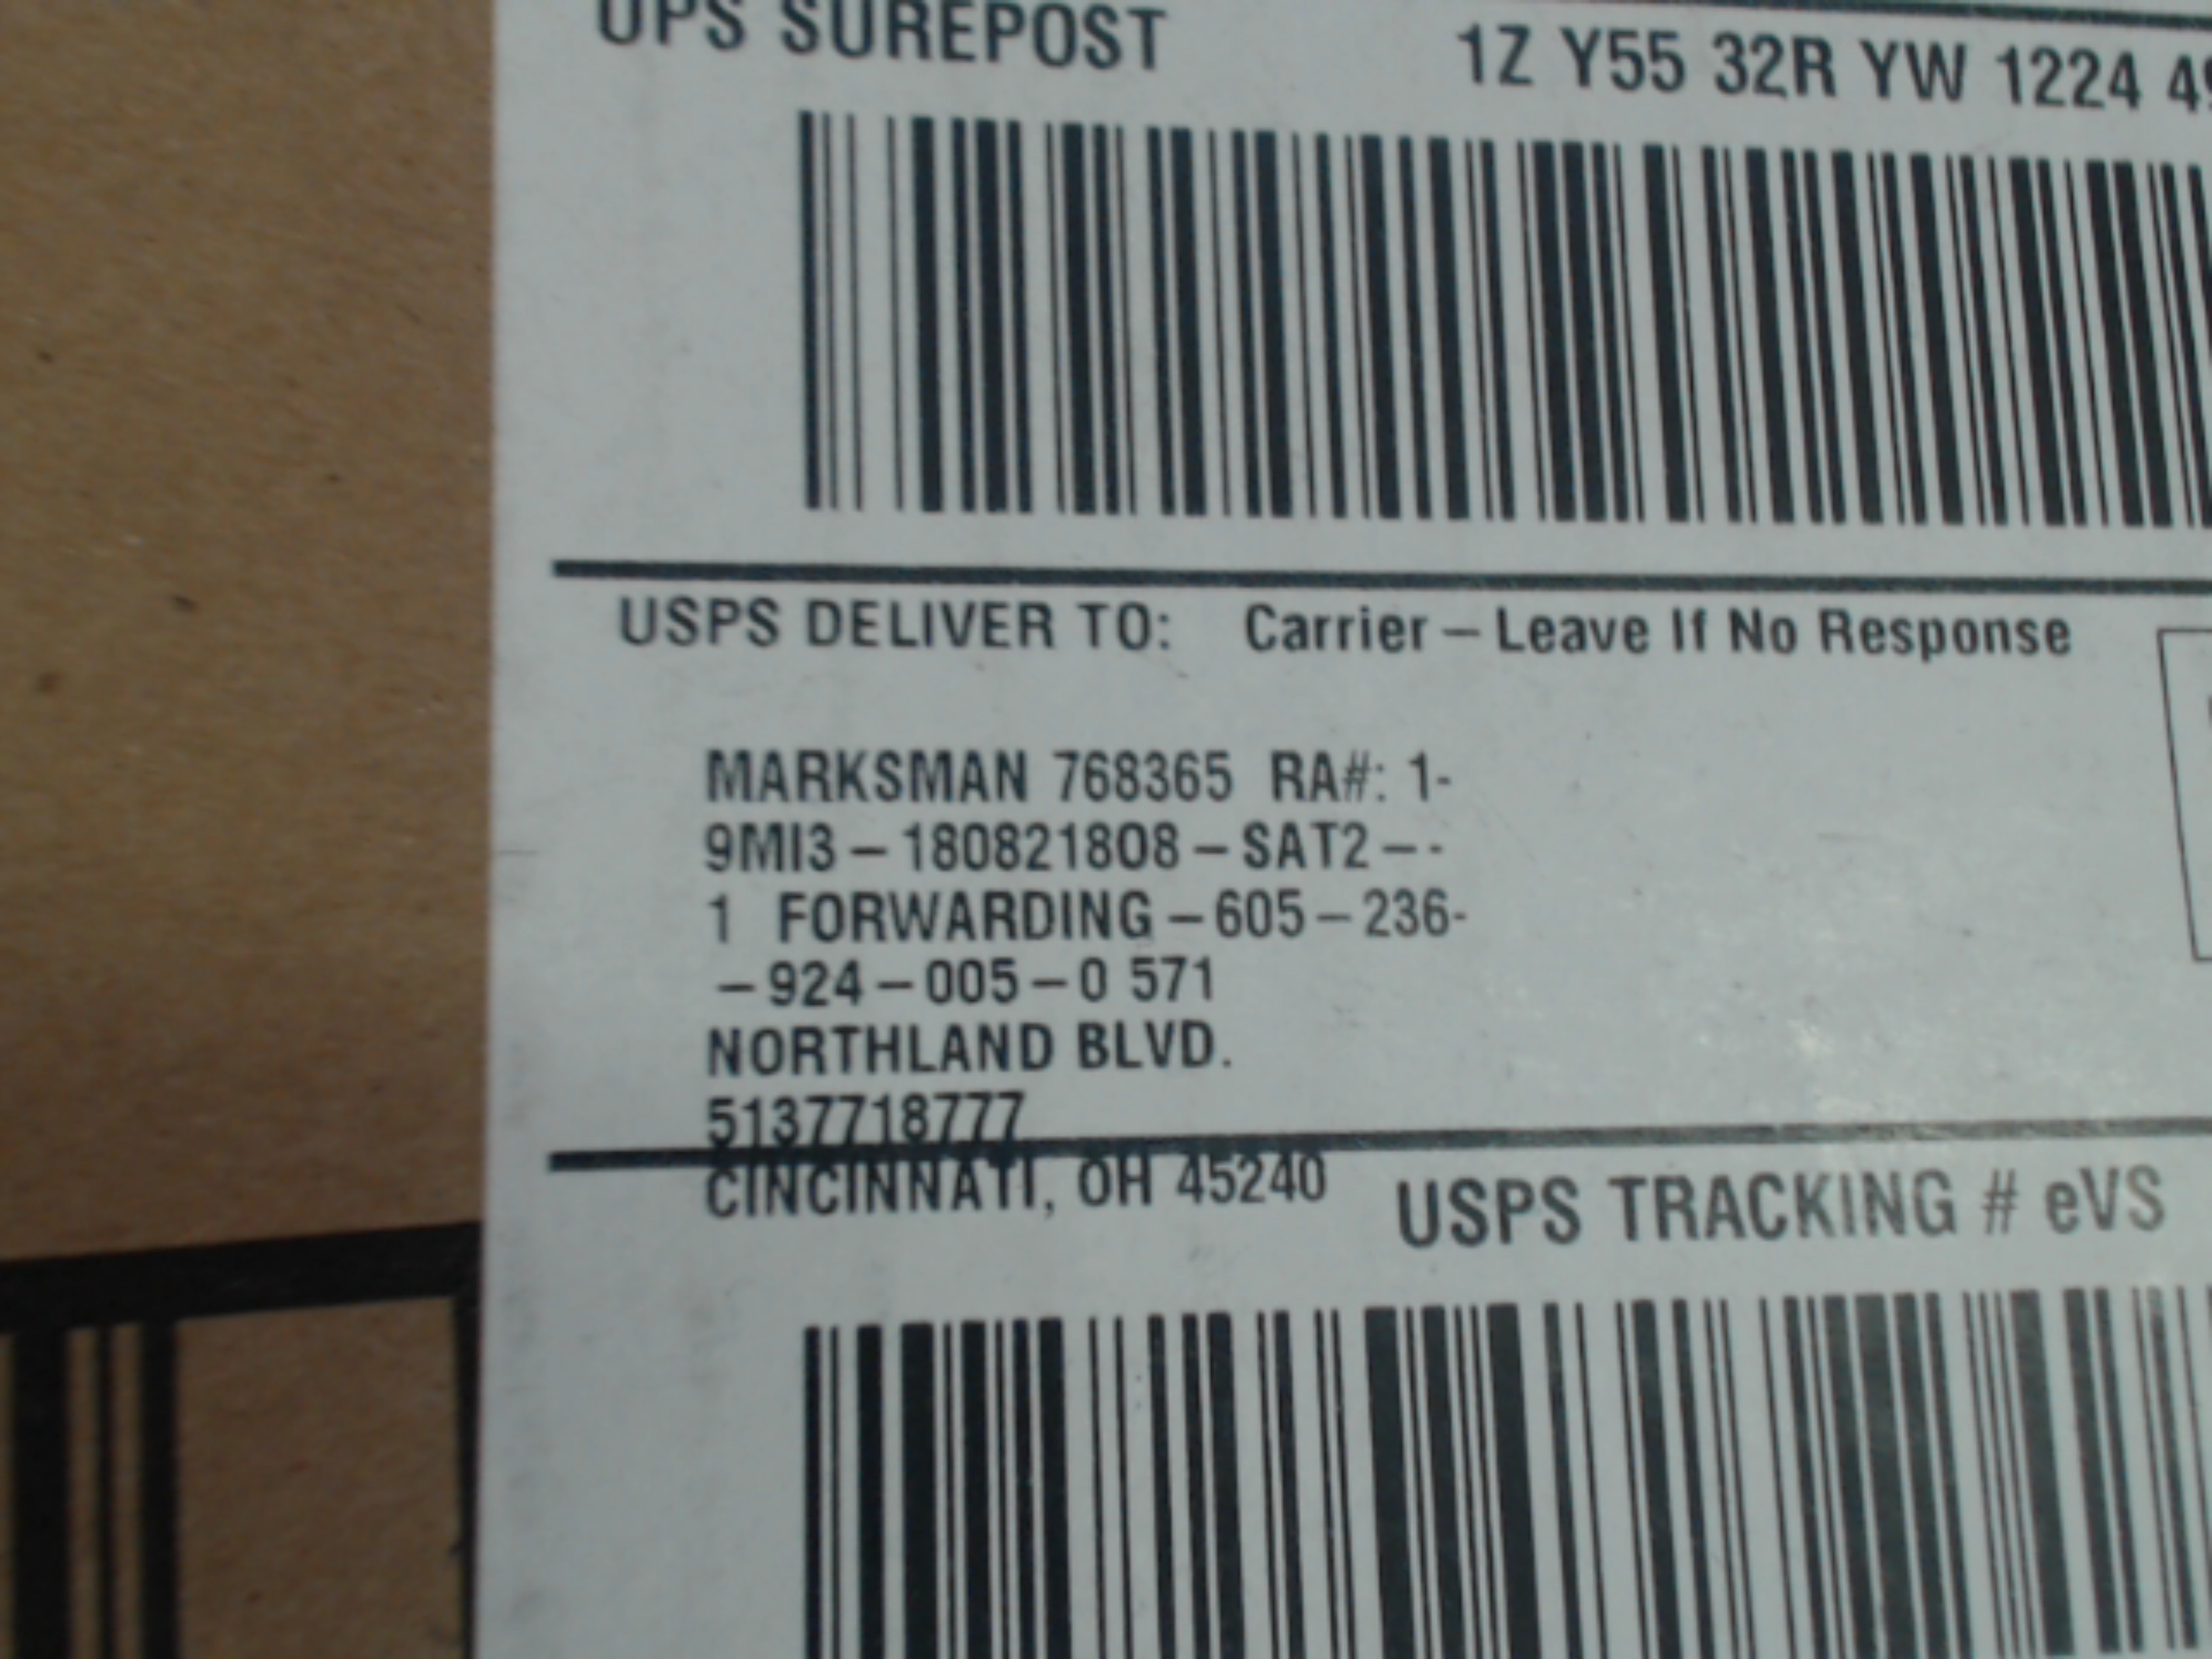 UPS SUREPOST 1Z Y55 32R YW 1224 49
USPS DELIVER TO: Carrier – Leave If No Response
MARKSMAN 768365 RA#: 1-
9MI3 – 180821808 – SAT2 – -
1 FORWARDING – 605 – 236-
– 924 – 005 – 0 571
NORTHLAND BLVD.
5137718777
CINCINNATI, OH 45240
USPS TRACKING # eVS